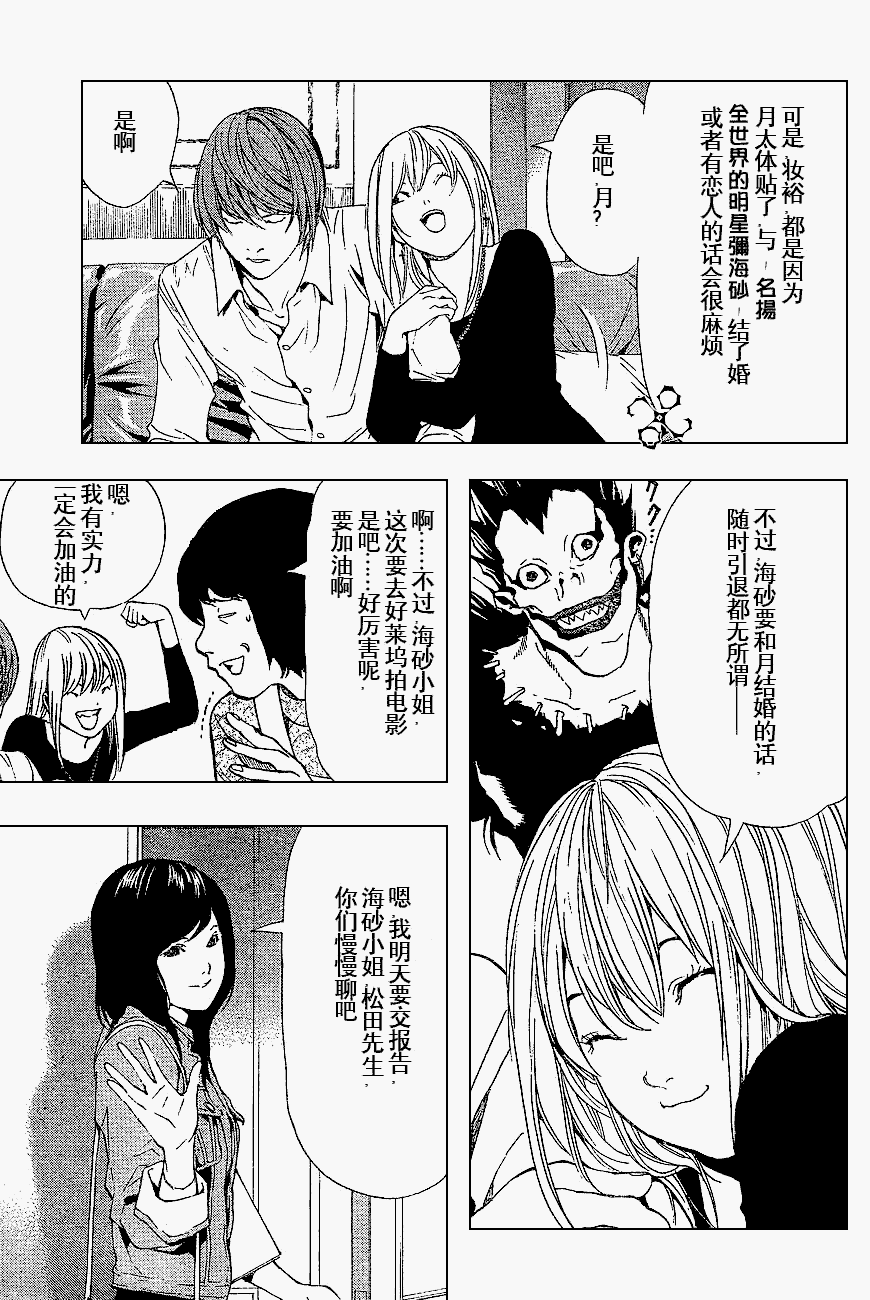 可是，妆裕，都是因为
月太体贴了，与，名揚
全世界的明星彌海砂，结了婚
或者有恋人的话会很麻烦
是吧，月？
是啊
不过，海砂要和月结婚的话，
随时引退都无所谓——
ククク
啊……不过，海砂小姐
这次要去好莱坞拍电影
是吧……好厉害呢，
要加油啊
嗯，
我有实力，
一定会加油的
嗯，我明天要交报告，
海砂小姐，松田先生，
你们慢慢聊吧